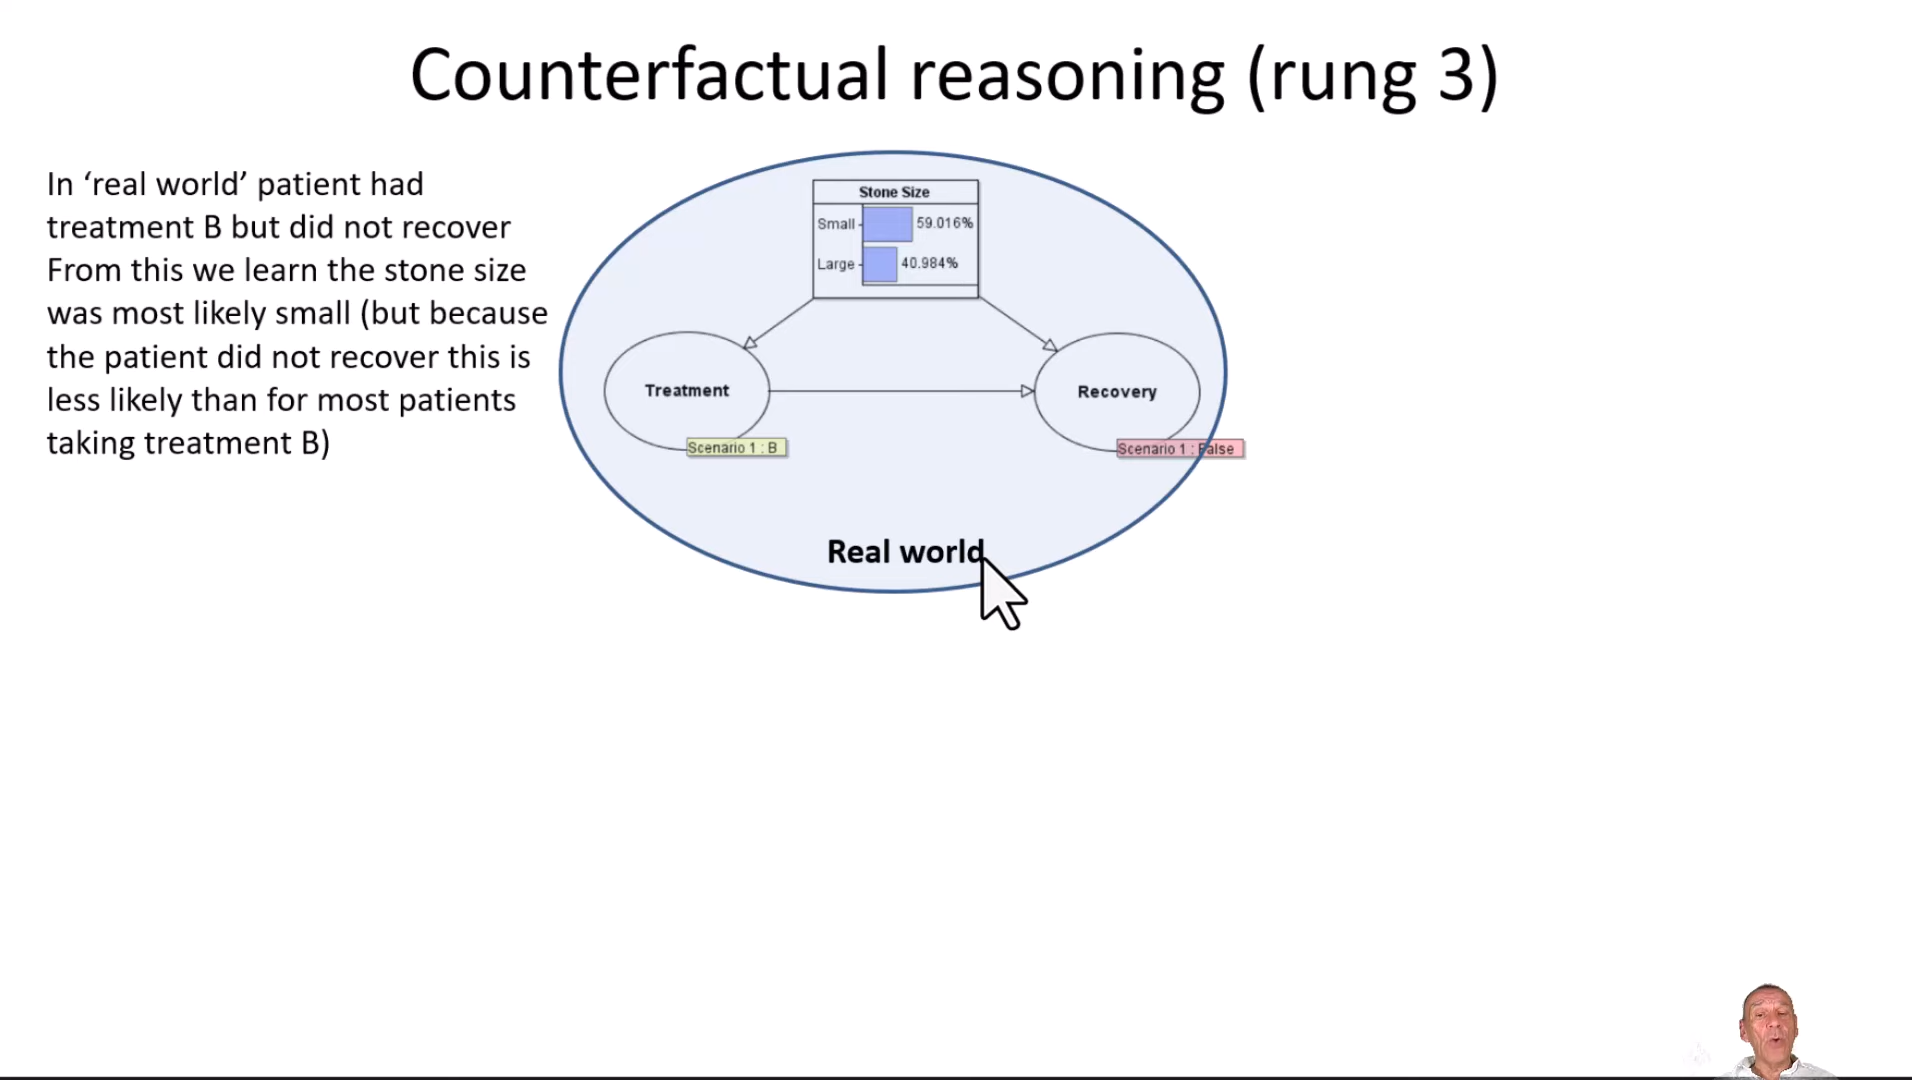 Counterfactual reasoning (rung 3)
In ‘real world’ patient had
treatment B but did not recover
From this we learn the stone size
was most likely small (but because
the patient did not recover this is
less likely than for most patients
taking treatment B)
Stone Size
Small 59.016%
Large 40.984%
Treatment
Recovery
Scenario 1 : B
Scenario 1 : False
Real world